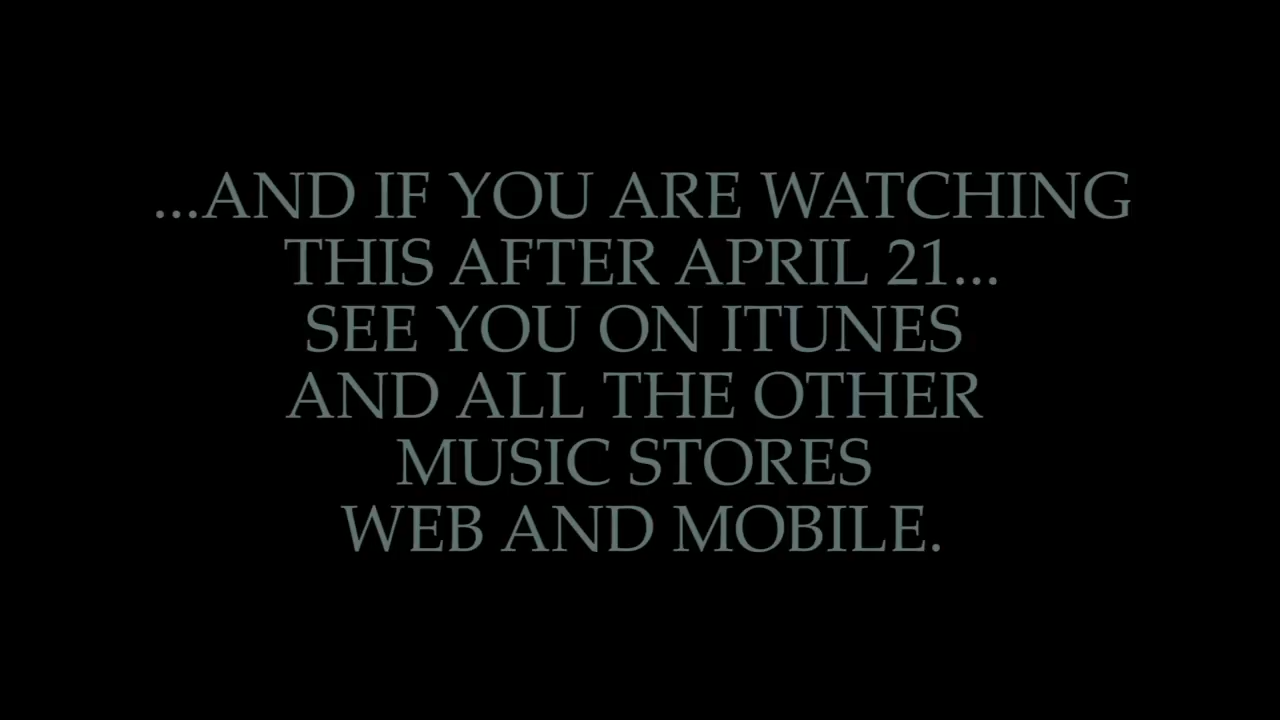 ...AND IF YOU ARE WATCHING
THIS AFTER APRIL 21...
SEE YOU ON ITUNES
AND ALL THE OTHER
MUSIC STORES
WEB AND MOBILE.